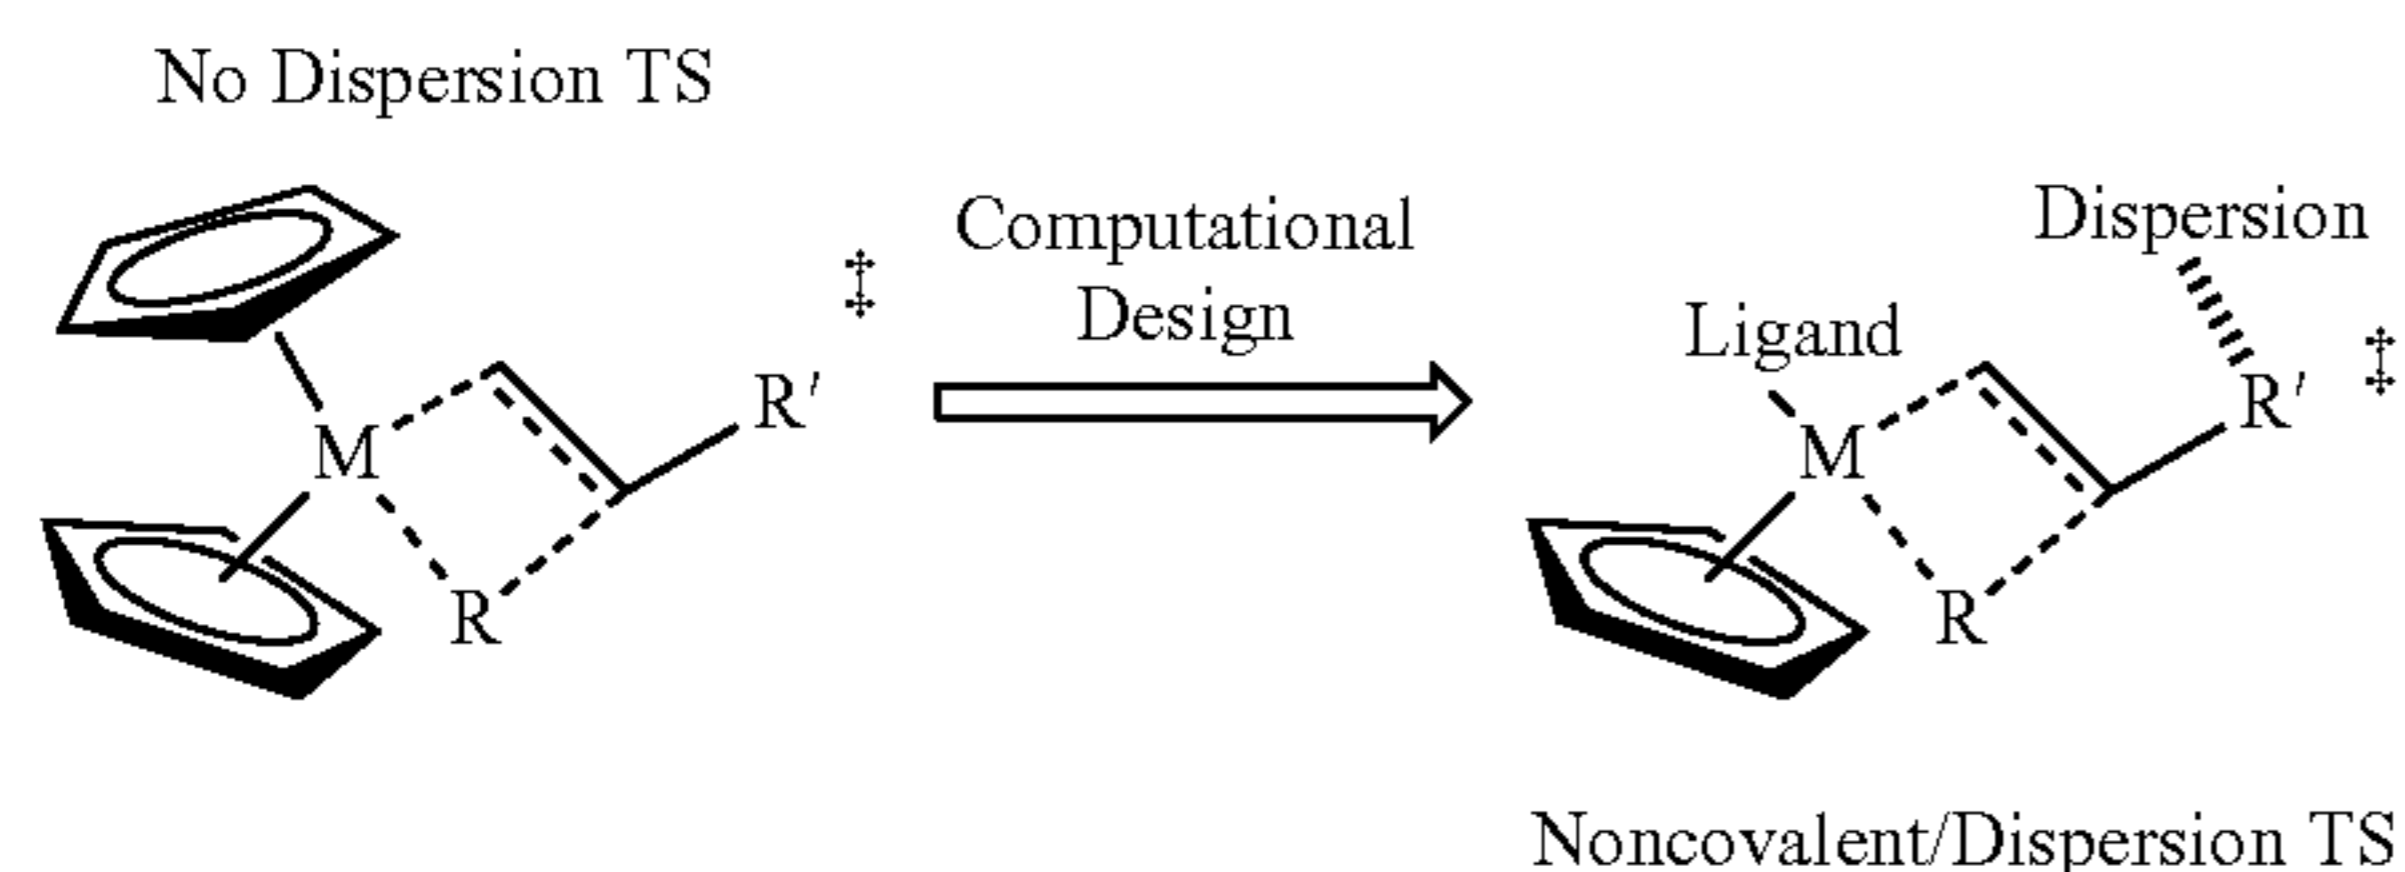 No Dispersion TS
‡
M
R′
R
Computational
Design
Dispersion
Ligand
‡
M
R′
R
Noncovalent/Dispersion TS